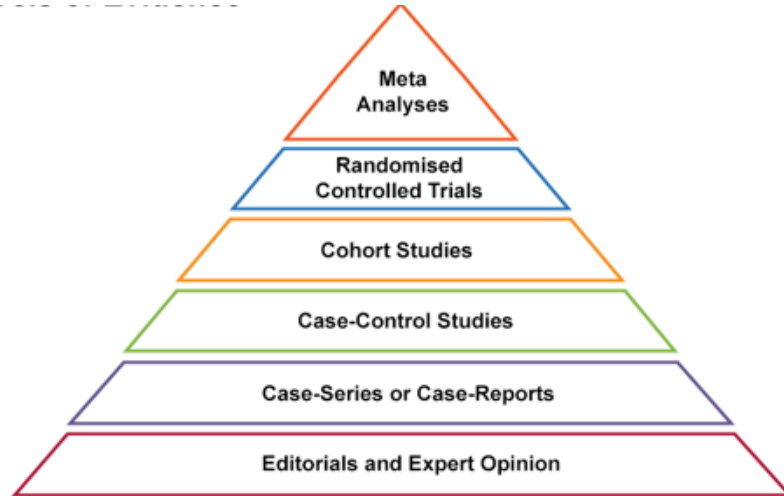 Meta
Analyses
Randomised
Controlled Trials
Cohort Studies
Case-Control Studies
Case-Series or Case-Reports
Editorials and Expert Opinion